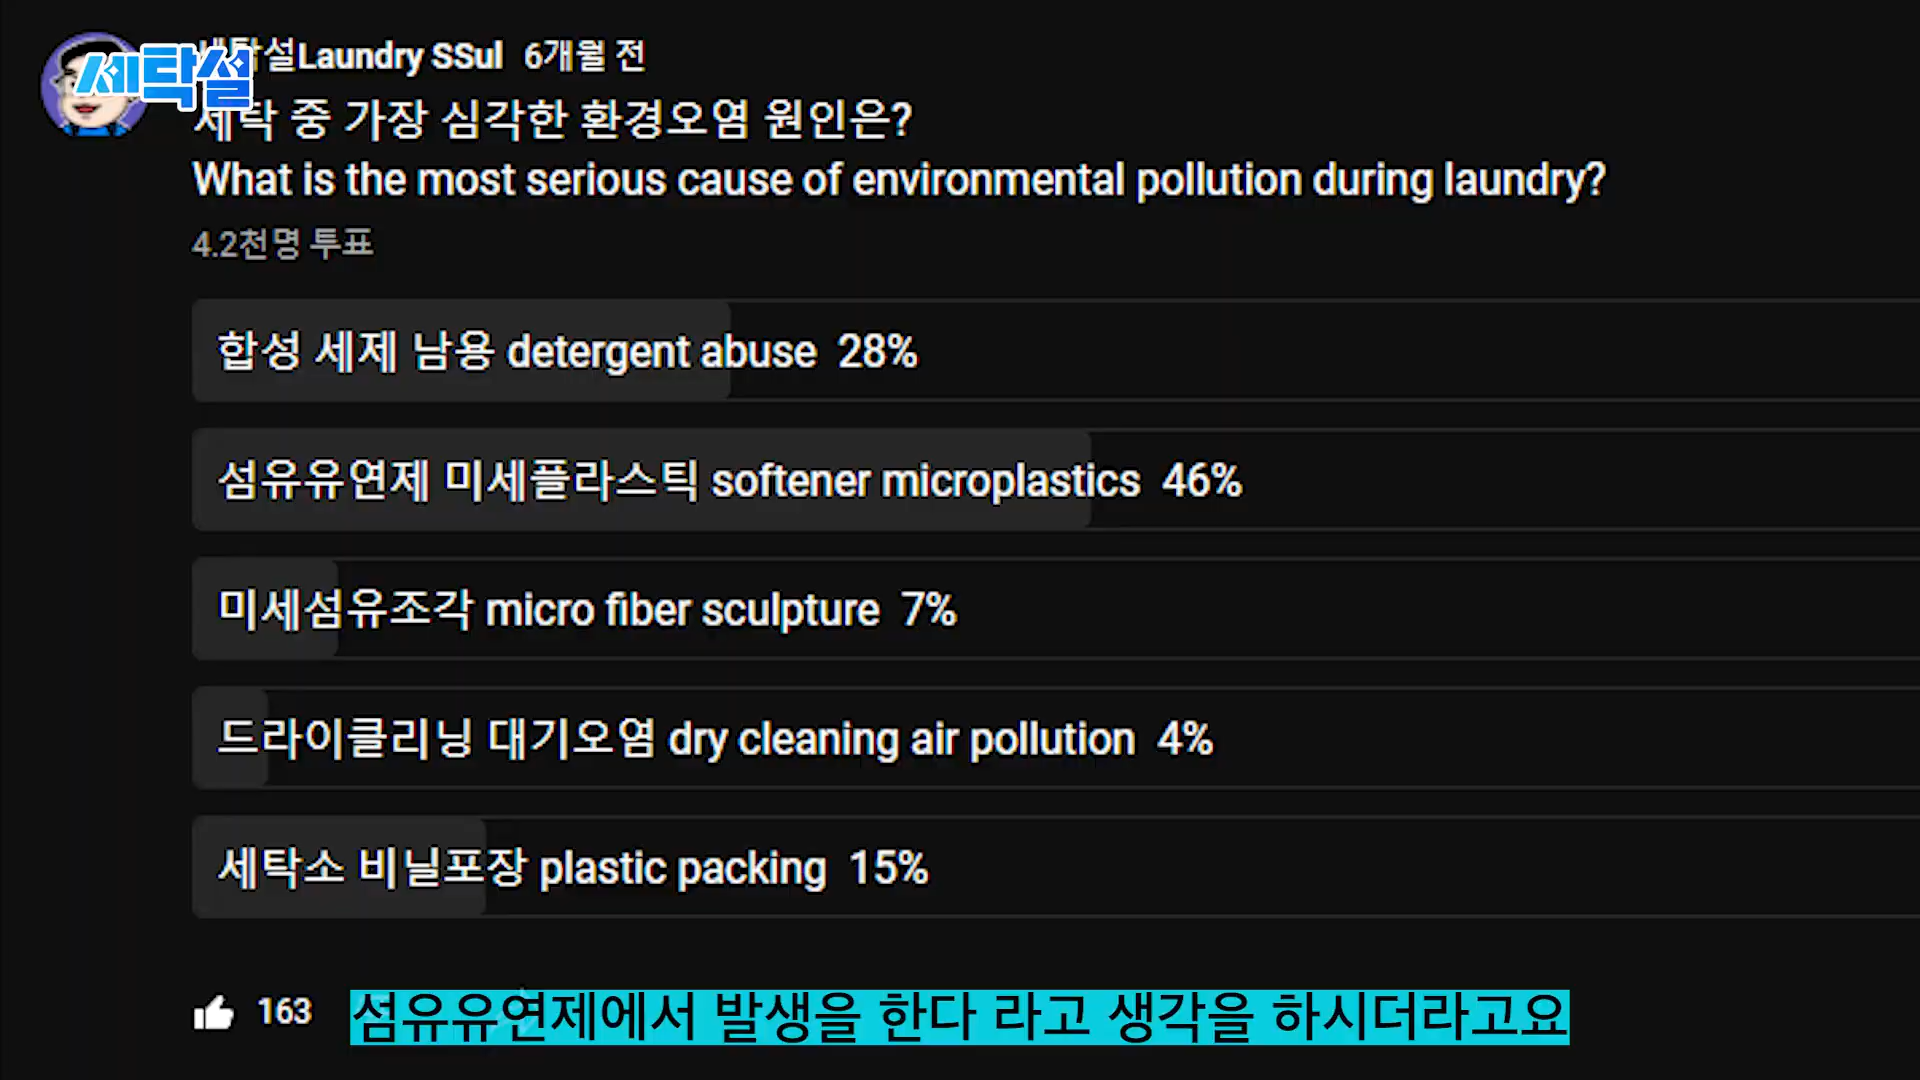 세탁설
세탁설Laundry SSul 6개월 전
세탁 중 가장 심각한 환경오염 원인은?
What is the most serious cause of environmental pollution during laundry?
4.2천명 투표
합성 세제 남용 detergent abuse 28%
섬유유연제 미세플라스틱 softener microplastics 46%
미세섬유조각 micro fiber sculpture 7%
드라이클리닝 대기오염 dry cleaning air pollution 4%
세탁소 비닐포장 plastic packing 15%
163
섬유유연제에서 발생을 한다 라고 생각을 하시더라고요